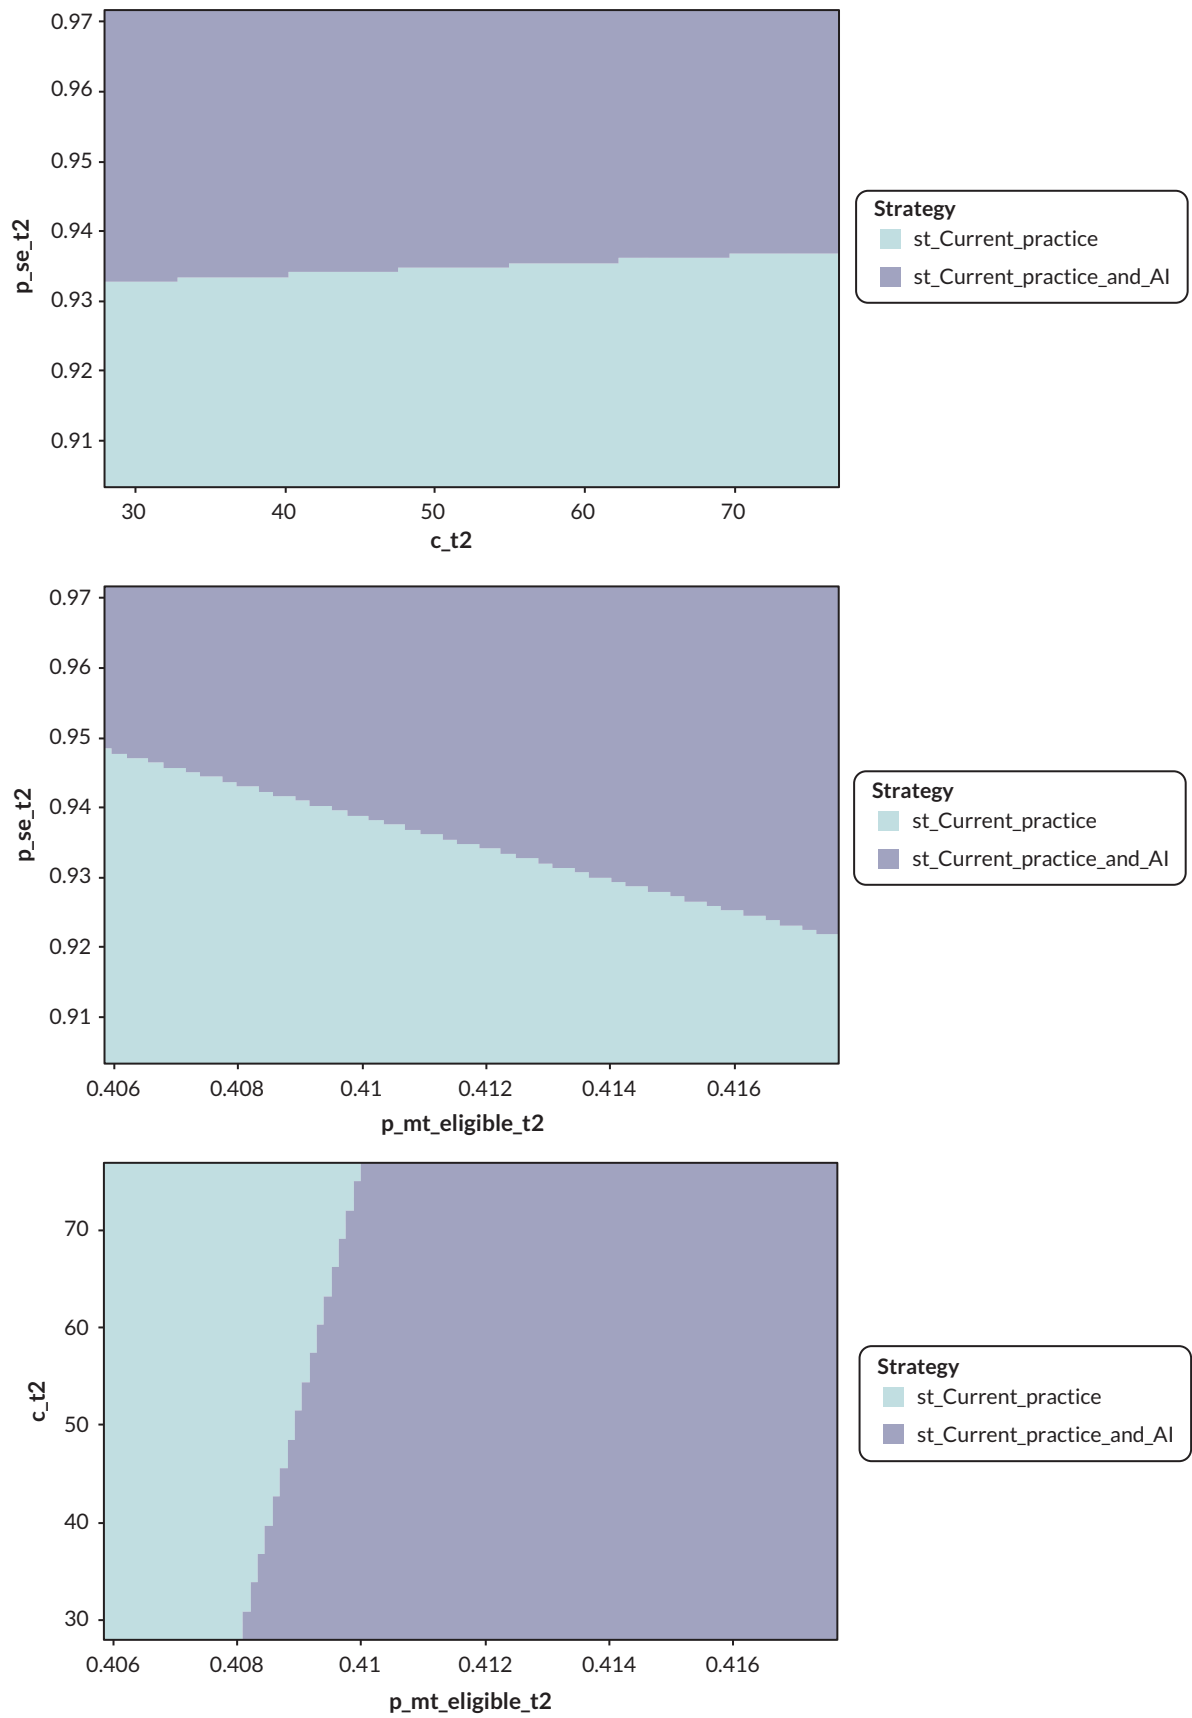 0.97
0.96
0.95
0.94
0.93
0.92
0.91
p_se_t2
30 40 50 60 70
c_t2
Strategy
st_Current_practice
st_Current_practice_and_AI
0.97
0.96
0.95
0.94
0.93
0.92
0.91
p_se_t2
0.406 0.408 0.41 0.412 0.414 0.416
p_mt_eligible_t2
Strategy
st_Current_practice
st_Current_practice_and_AI
70
60
50
40
30
c_t2
0.406 0.408 0.41 0.412 0.414 0.416
p_mt_eligible_t2
Strategy
st_Current_practice
st_Current_practice_and_AI